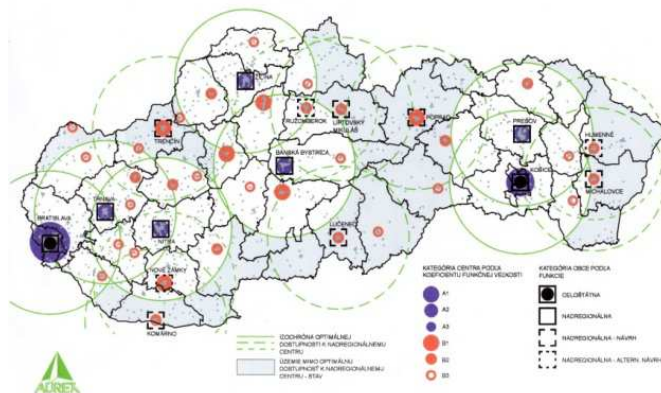 ŽILINA
RUŽOMBEROK
LIPTOVSKÝ
MIKULÁŠ
POPRAD
PREŠOV
HUMENNÉ
TRENČÍN
BANSKÁ BYSTRICA
KOŠICE
MICHALOVCE
TRNAVA
BRATISLAVA
NITRA
LUČENEC
NOVÉ ZÁMKY
KOMÁRNO
KATEGÓRIA CENTRA PODĽA
KOEFICIENTU FUNKČNEJ VEĽKOSTI
A1
A2
A3
B1
B2
B3
KATEGÓRIA OBCE PODĽA
FUNKCIE
CELOŠTÁTNA
NADREGIONÁLNA
NADREGIONÁLNA - NÁVRH
NADREGIONÁLNA - ALTERN. NÁVRH
IZOCHRÓNA OPTIMÁLNEJ
DOSTUPNOSTI K NADREGIONÁLNEMU
CENTRU
ÚZEMIE MIMO OPTIMÁLNU
DOSTUPNOSŤ K NADREGIONÁLNEMU
CENTRU - STAV
AUREX